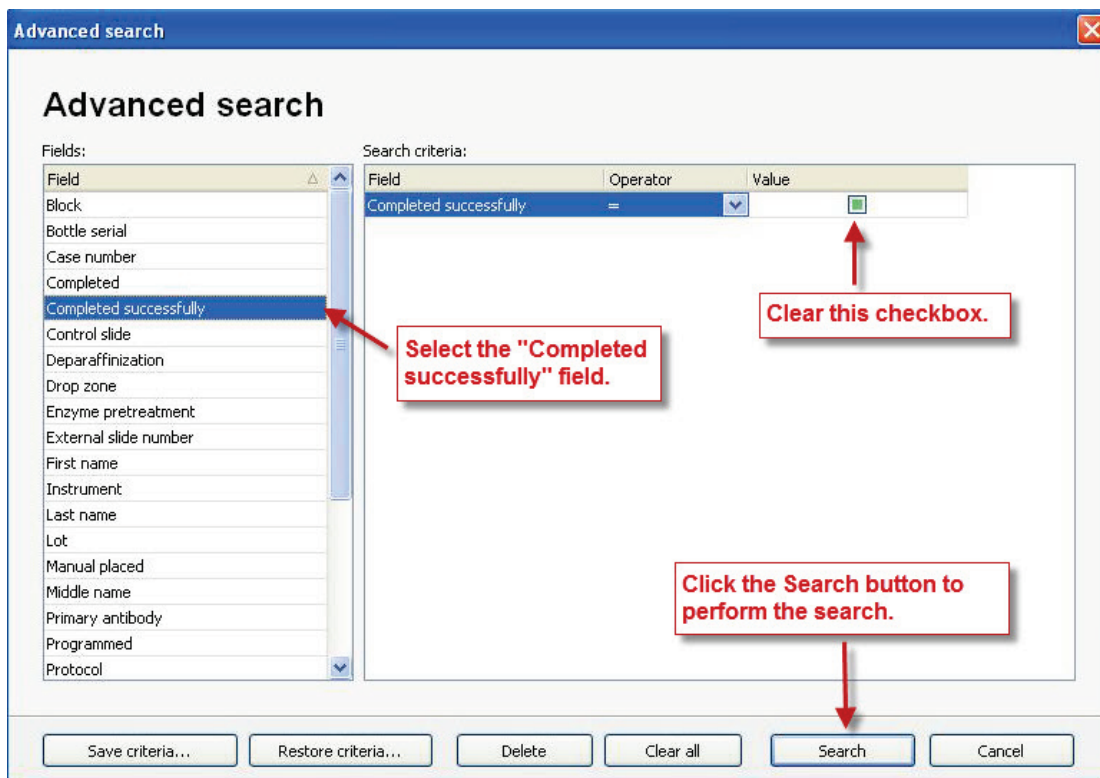 Advanced search
Advanced search
Fields:
Search criteria:
Field
Field Operator Value
Block
Completed successfully =
Bottle serial
Case number
Completed
Completed successfully
Clear this checkbox.
Control slide
Select the "Completed
successfully" field.
Deparaffinization
Drop zone
Enzyme pretreatment
External slide number
First name
Instrument
Last name
Lot
Manual placed
Middle name
Primary antibody
Programmed
Protocol
Click the Search button to
perform the search.
Save criteria... Restore criteria... Delete Clear all Search Cancel